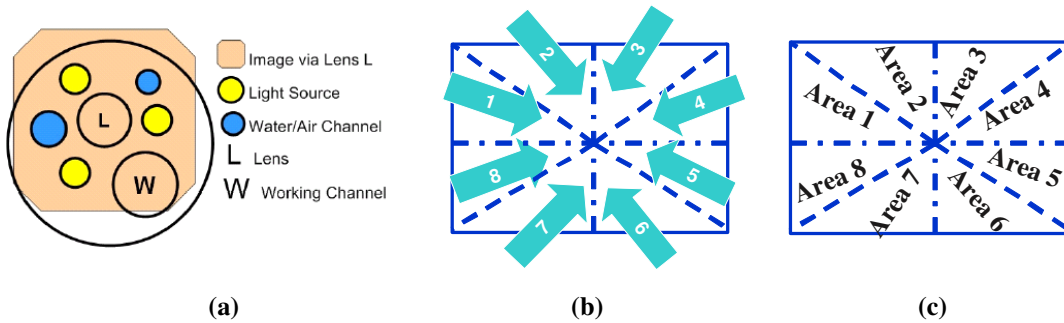 Image via Lens L
Light Source
Water/Air Channel
L Lens
W Working Channel
L
W
(a)
1
2
3
4
5
6
7
8
(b)
Area 1
Area 2
Area 3
Area 4
Area 5
Area 6
Area 7
Area 8
(c)